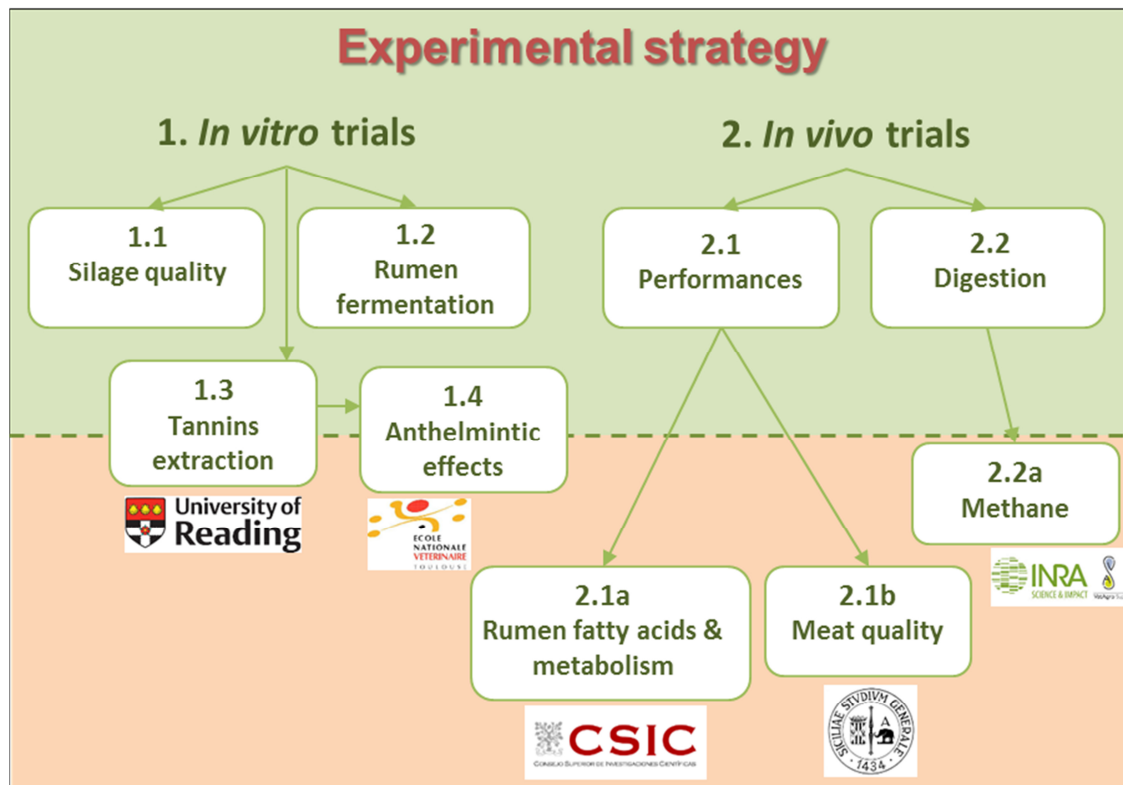 Experimental strategy
1. In vitro trials
2. In vivo trials
1.1
Silage quality
1.2
Rumen
fermentation
2.1
Performances
2.2
Digestion
1.3
Tannins
extraction
1.4
Anthelmintic
effects
2.2a
Methane
University of
Reading
ECOLE
NATIONALE
VETERINAIRE
TOULOUSE
INRA
SCIENCE & IMPACT
2.1a
Rumen fatty acids &
metabolism
2.1b
Meat quality
CSIC
CONSEJO SUPERIOR DE INVESTIGACIONES CIENTÍFICAS
SICILIAE STVDIVM GENERALE
A
1434